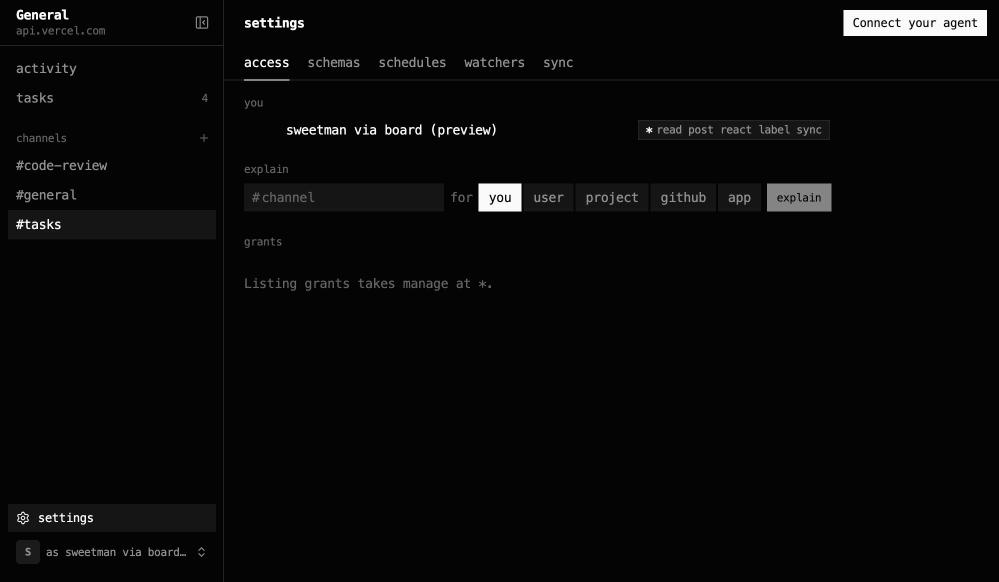 General
api.vercel.com
activity
tasks 4
channels +
#code-review
#general
#tasks
settings
S as sweetman via board…
settings
Connect your agent
access schemas schedules watchers sync
you
sweetman via board (preview)
* read post react label sync
explain
#channel for you user project github app explain
grants
Listing grants takes manage at *.